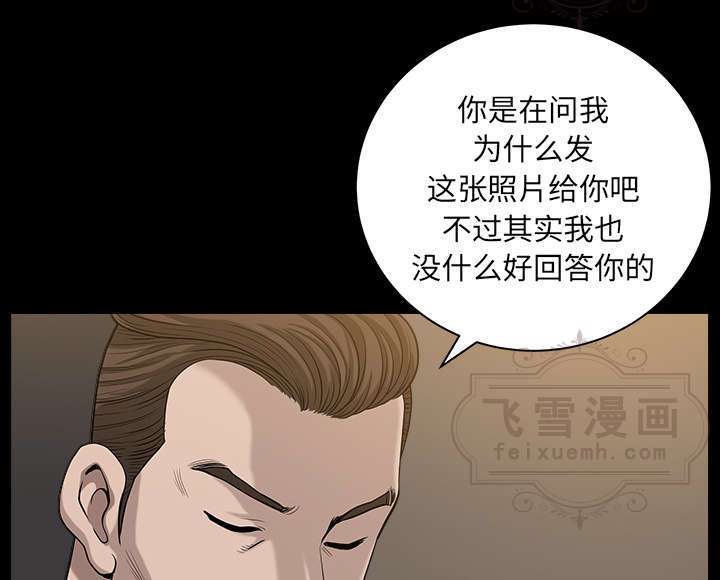 你是在问我
为什么发
这张照片给你吧
不过其实我也
没什么好回答你的
飞雪漫画
feixuemh.com